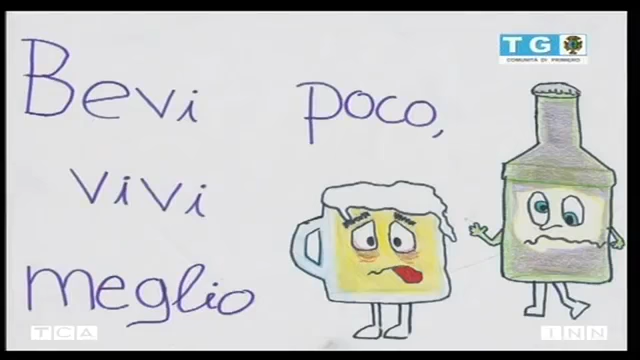 Bevi poco,
vivi
meglio
TG
COMUNITÀ DI PRIMIERO
TCA
INN